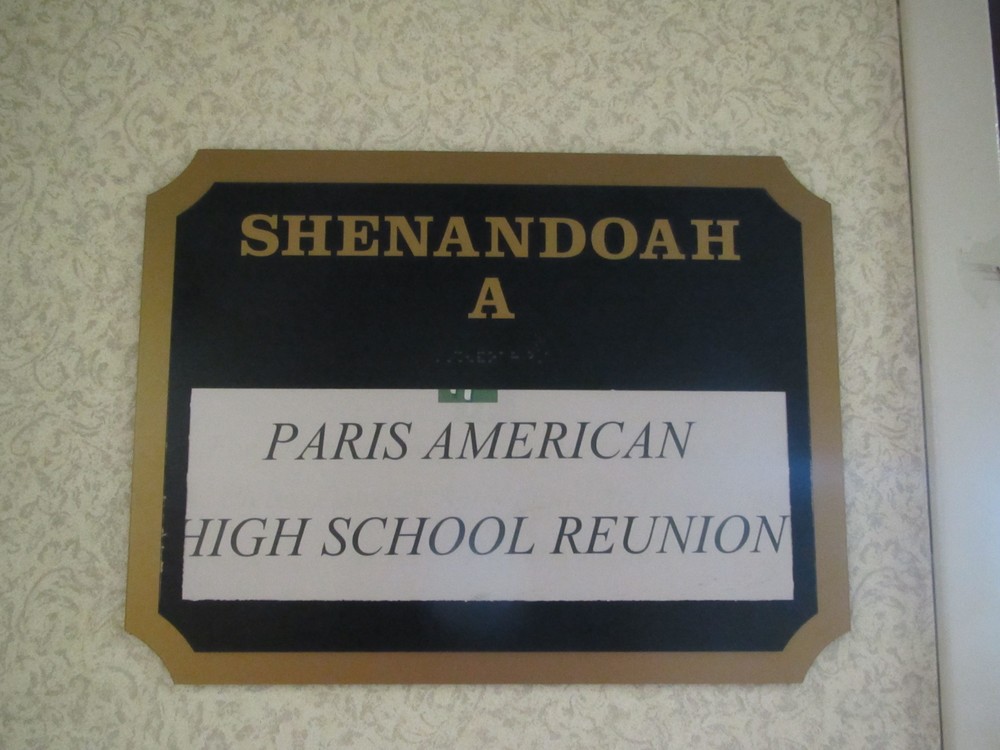 SHENANDOAH
A
PARIS AMERICAN
HIGH SCHOOL REUNION